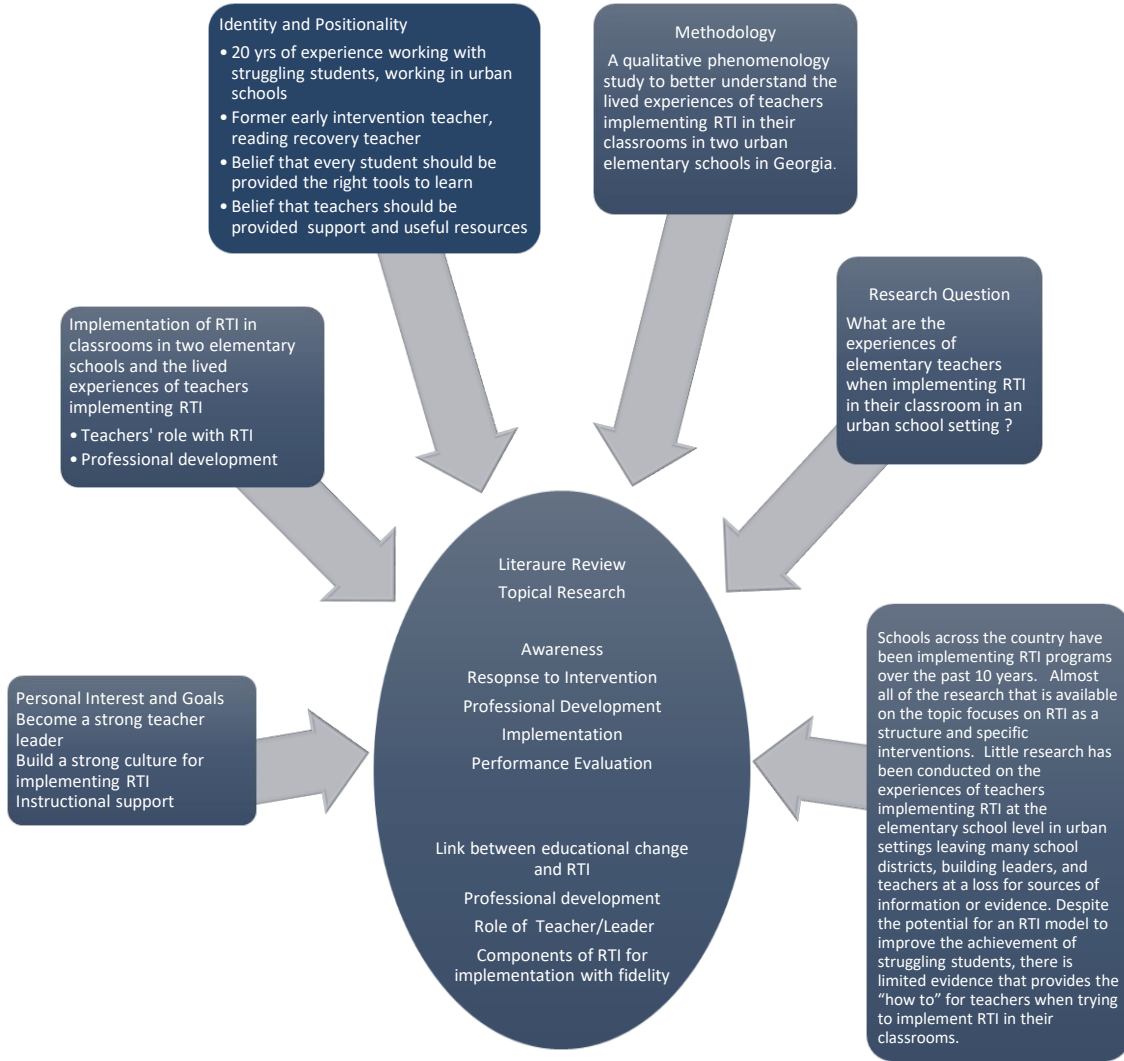 Identity and Positionality
• 20 yrs of experience working with
struggling students, working in urban
schools
• Former early intervention teacher,
reading recovery teacher
• Belief that every student should be
provided the right tools to learn
• Belief that teachers should be
provided support and useful resources
Methodology
A qualitative phenomenology
study to better understand the
lived experiences of teachers
implementing RTI in their
classrooms in two urban
elementary schools in Georgia.
Research Question
What are the
experiences of
elementary teachers
when implementing RTI
in their classroom in an
urban school setting ?
Implementation of RTI in
classrooms in two elementary
schools and the lived
experiences of teachers
implementing RTI
• Teachers' role with RTI
• Professional development
Literaure Review
Topical Research
Awareness
Resopnse to Intervention
Professional Development
Implementation
Performance Evaluation
Link between educational change
and RTI
Professional development
Role of Teacher/Leader
Components of RTI for
implementation with fidelity
Personal Interest and Goals
Become a strong teacher
leader
Build a strong culture for
implementing RTI
Instructional support
Schools across the country have
been implementing RTI programs
over the past 10 years. Almost
all of the research that is available
on the topic focuses on RTI as a
structure and specific
interventions. Little research has
been conducted on the
experiences of teachers
implementing RTI at the
elementary school level in urban
settings leaving many school
districts, building leaders, and
teachers at a loss for sources of
information or evidence. Despite
the potential for an RTI model to
improve the achievement of
struggling students, there is
limited evidence that provides the
“how to” for teachers when trying
to implement RTI in their
classrooms.